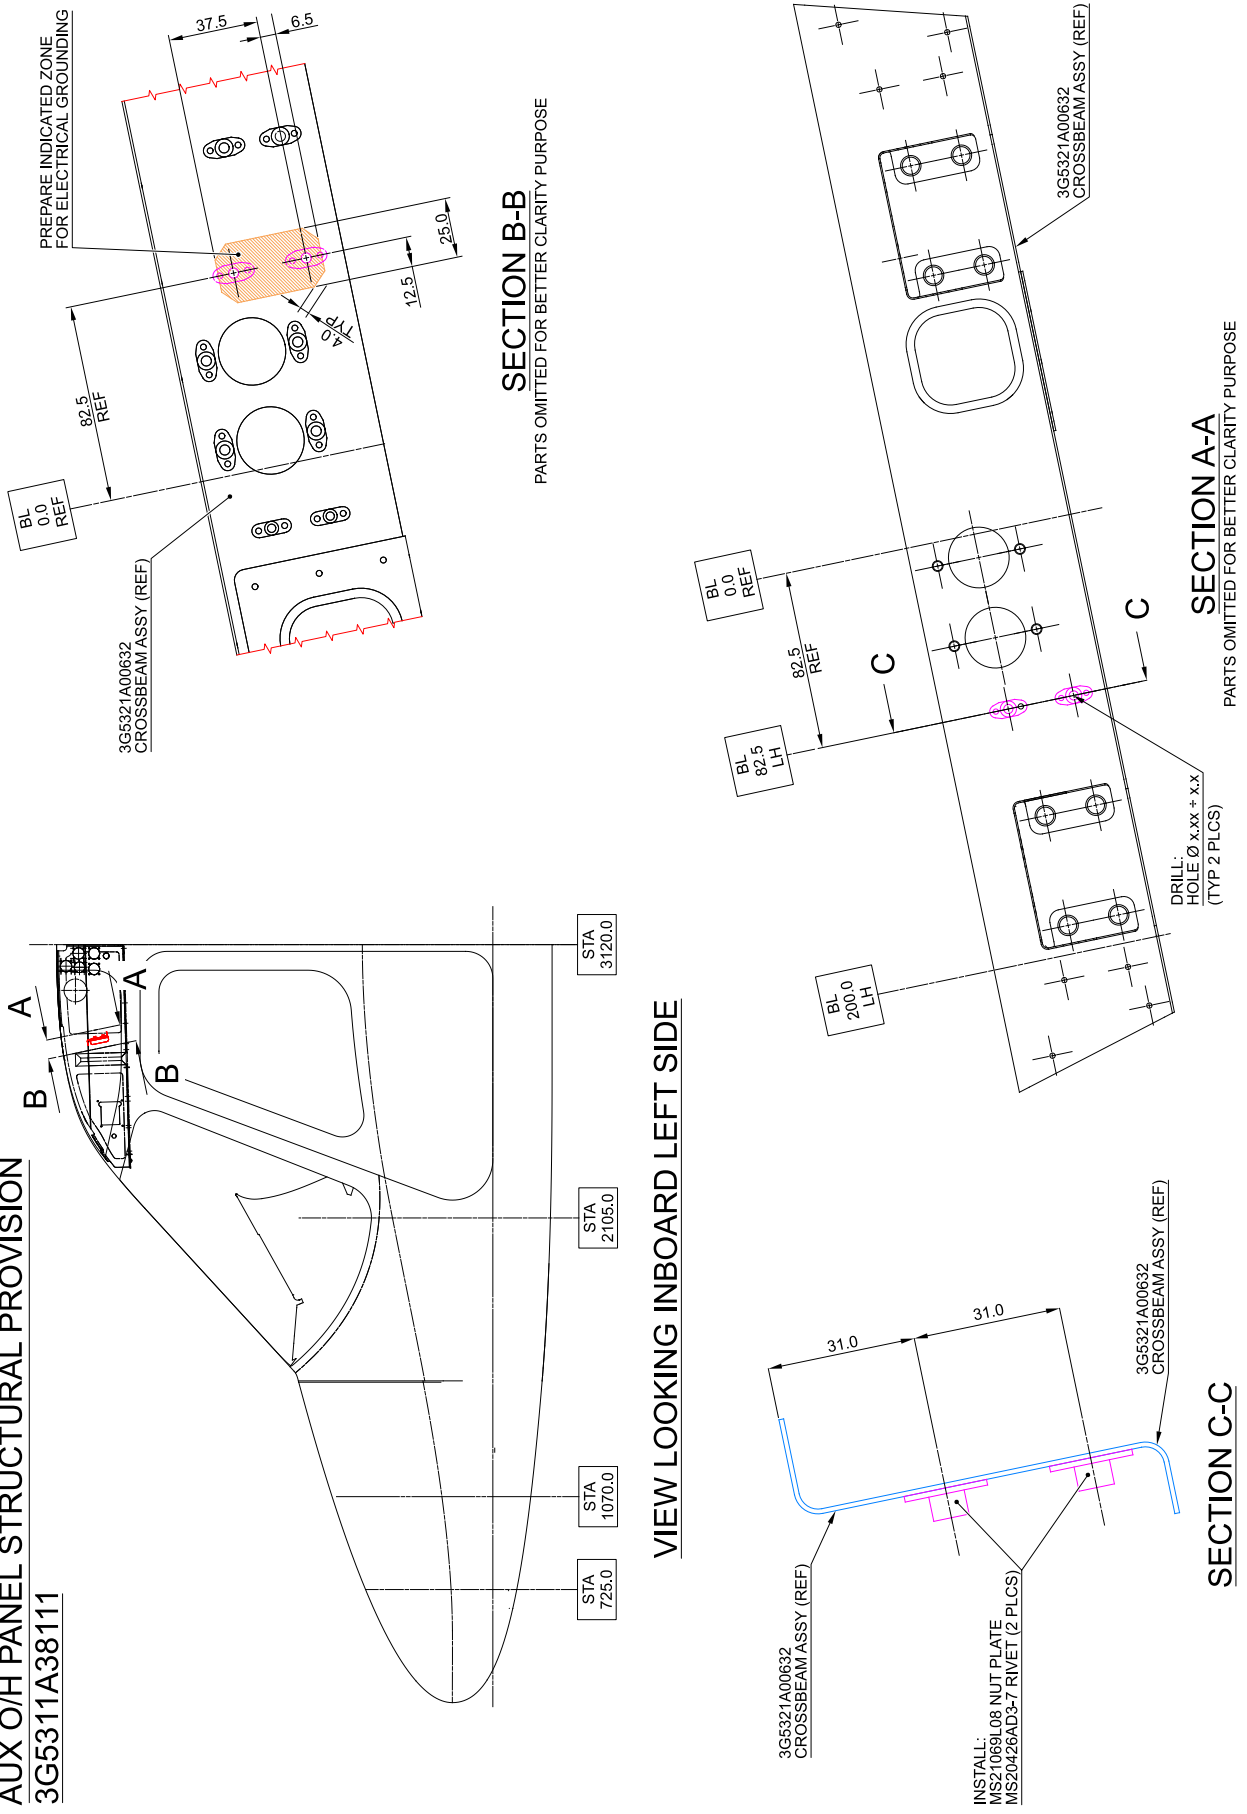 AUX O/H PANEL STRUCTURAL PROVISION
3G5311A38111
A
A
B
B
STA
725.0
STA
1070.0
STA
2105.0
STA
3120.0
VIEW LOOKING INBOARD LEFT SIDE
PREPARE INDICATED ZONE
FOR ELECTRICAL GROUNDING
37.5
6.5
82.5
REF
BL
0.0
REF
25.0
12.5
4.0
TYP
3G5321A00632
CROSSBEAM ASSY (REF)
SECTION B-B
PARTS OMITTED FOR BETTER CLARITY PURPOSE
3G5321A00632
CROSSBEAM ASSY (REF)
31.0
31.0
3G5321A00632
CROSSBEAM ASSY (REF)
INSTALL:
MS21069L08 NUT PLATE
MS20426AD3-7 RIVET (2 PLCS)
SECTION C-C
BL
200.0
LH
BL
82.5
LH
BL
0.0
REF
82.5
REF
C
C
DRILL:
HOLE Ø x.xx ÷ x.x
(TYP 2 PLCS)
3G5321A00632
CROSSBEAM ASSY (REF)
SECTION A-A
PARTS OMITTED FOR BETTER CLARITY PURPOSE